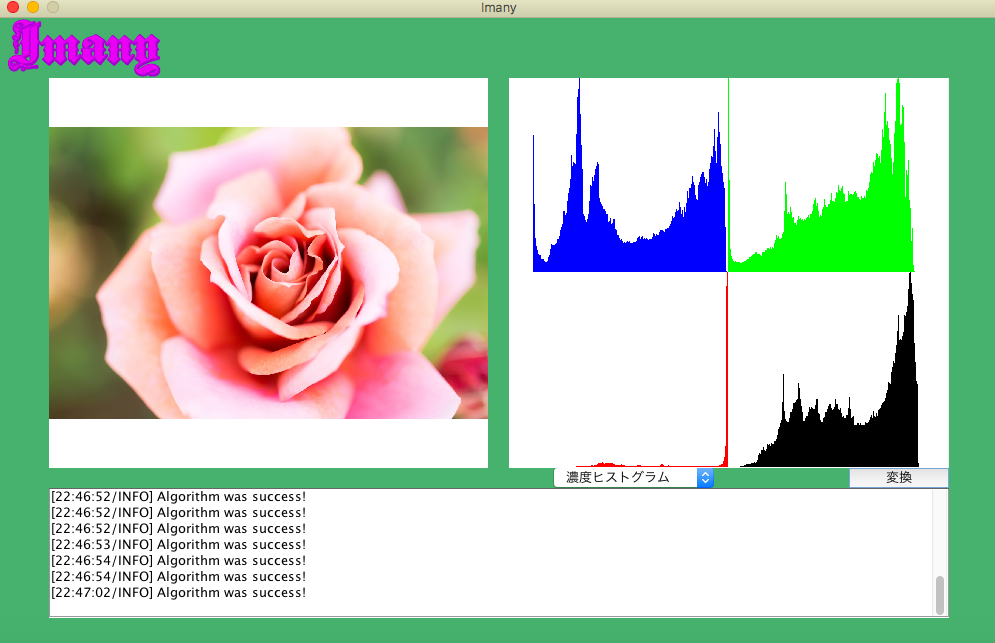 Imany
Imany
濃度ヒストグラム
変換
[22:46:52/INFO] Algorithm was success!
[22:46:52/INFO] Algorithm was success!
[22:46:52/INFO] Algorithm was success!
[22:46:53/INFO] Algorithm was success!
[22:46:54/INFO] Algorithm was success!
[22:46:54/INFO] Algorithm was success!
[22:47:02/INFO] Algorithm was success!